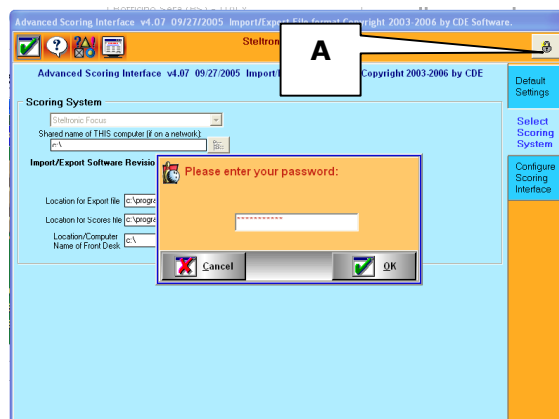 Advanced Scoring Interface v4.07 09/27/2005 Import/Export File format Copyright 2003-2006 by CDE Software.
Steltron
A
Advanced Scoring Interface v4.07 09/27/2005 Import/ Copyright 2003-2006 by CDE
Default
Settings
Scoring System
Steltronic Focus
Shared name of THIS computer (if on a network):
c:\
Select
Scoring
System
Import/Export Software Revisio
Please enter your password:
Configure
Scoring
Interface
Location for Export file c:\progra
Location for Scores file c:\progra
***********
Location/Computer
Name of Front Desk c:\
Cancel
OK